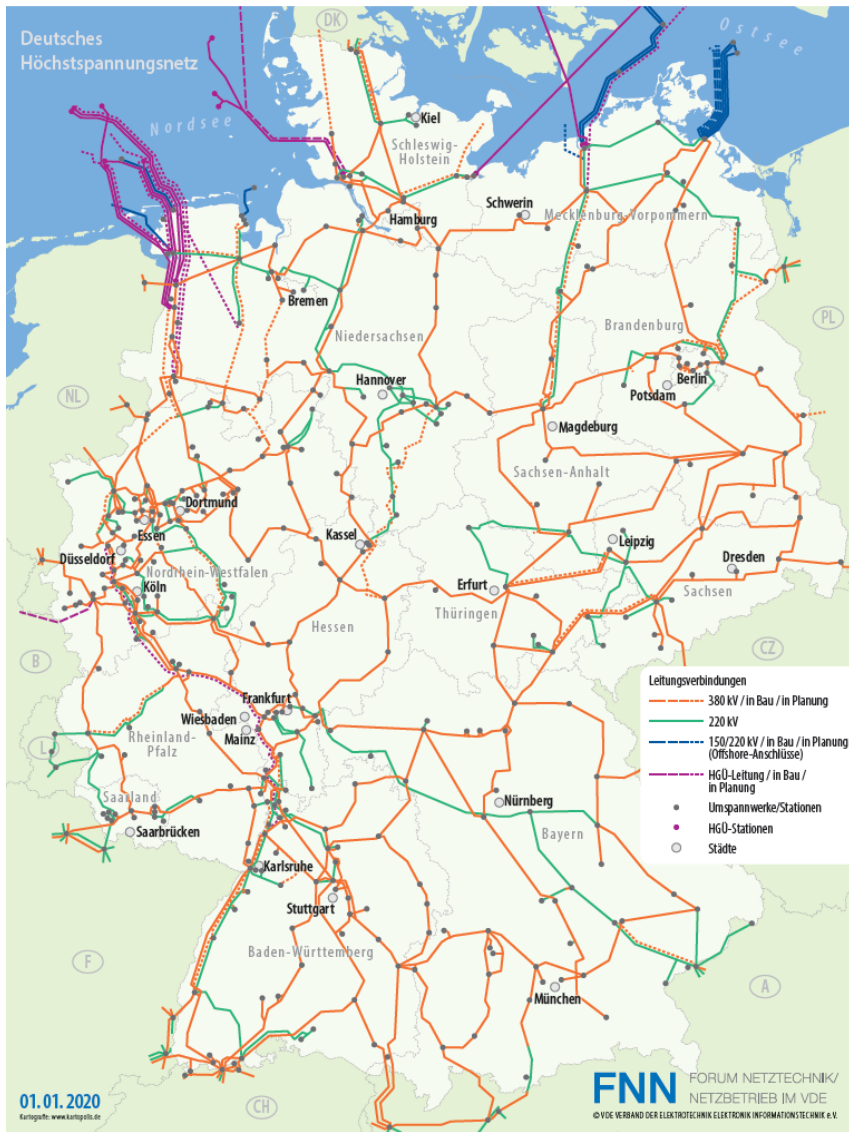 Deutsches
Höchstspannungsnetz
DK
Ostsee
Nordsee
Kiel
Schleswig-
Holstein
Schwerin
Hamburg
Mecklenburg-Vorpommern
Bremen
Niedersachsen
Brandenburg
PL
Hannover
Berlin
Potsdam
NL
Magdeburg
Sachsen-Anhalt
Dortmund
Essen
Kassel
Leipzig
Düsseldorf
Dresden
Nordrhein-Westfalen
Köln
Erfurt
Sachsen
Thüringen
Hessen
CZ
B
Frankfurt
Wiesbaden
Mainz
Rheinland-
Pfalz
L
Saarland
Saarbrücken
Nürnberg
Bayern
Leitungsverbindungen
380 kV / in Bau / in Planung
220 kV
150/220 kV / in Bau / in Planung
(Offshore-Anschlüsse)
HGÜ-Leitung / in Bau /
in Planung
Umspannwerke/Stationen
HGÜ-Stationen
Städte
Karlsruhe
Stuttgart
Baden-Württemberg
F
München
A
CH
01.01.2020
Kartografie: www.kartopolis.de
FNN FORUM NETZTECHNIK/
NETZBETRIEB IM VDE
© VDE VERBAND DER ELEKTROTECHNIK ELEKTRONIK INFORMATIONSTECHNIK e.V.